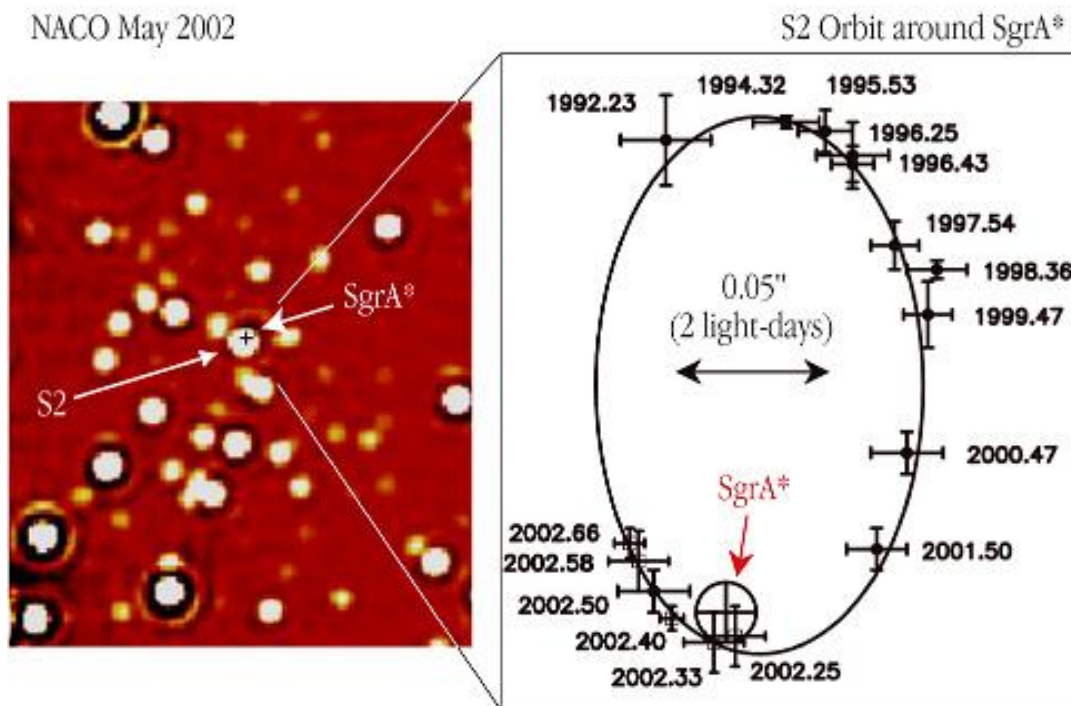 NACO May 2002
S2 Orbit around SgrA*
SgrA*
S2
1992.23
1994.32
1995.53
1996.25
1996.43
1997.54
1998.36
1999.47
0.05"
(2 light-days)
2000.47
SgrA*
2001.50
2002.66
2002.58
2002.50
2002.40
2002.33
2002.25